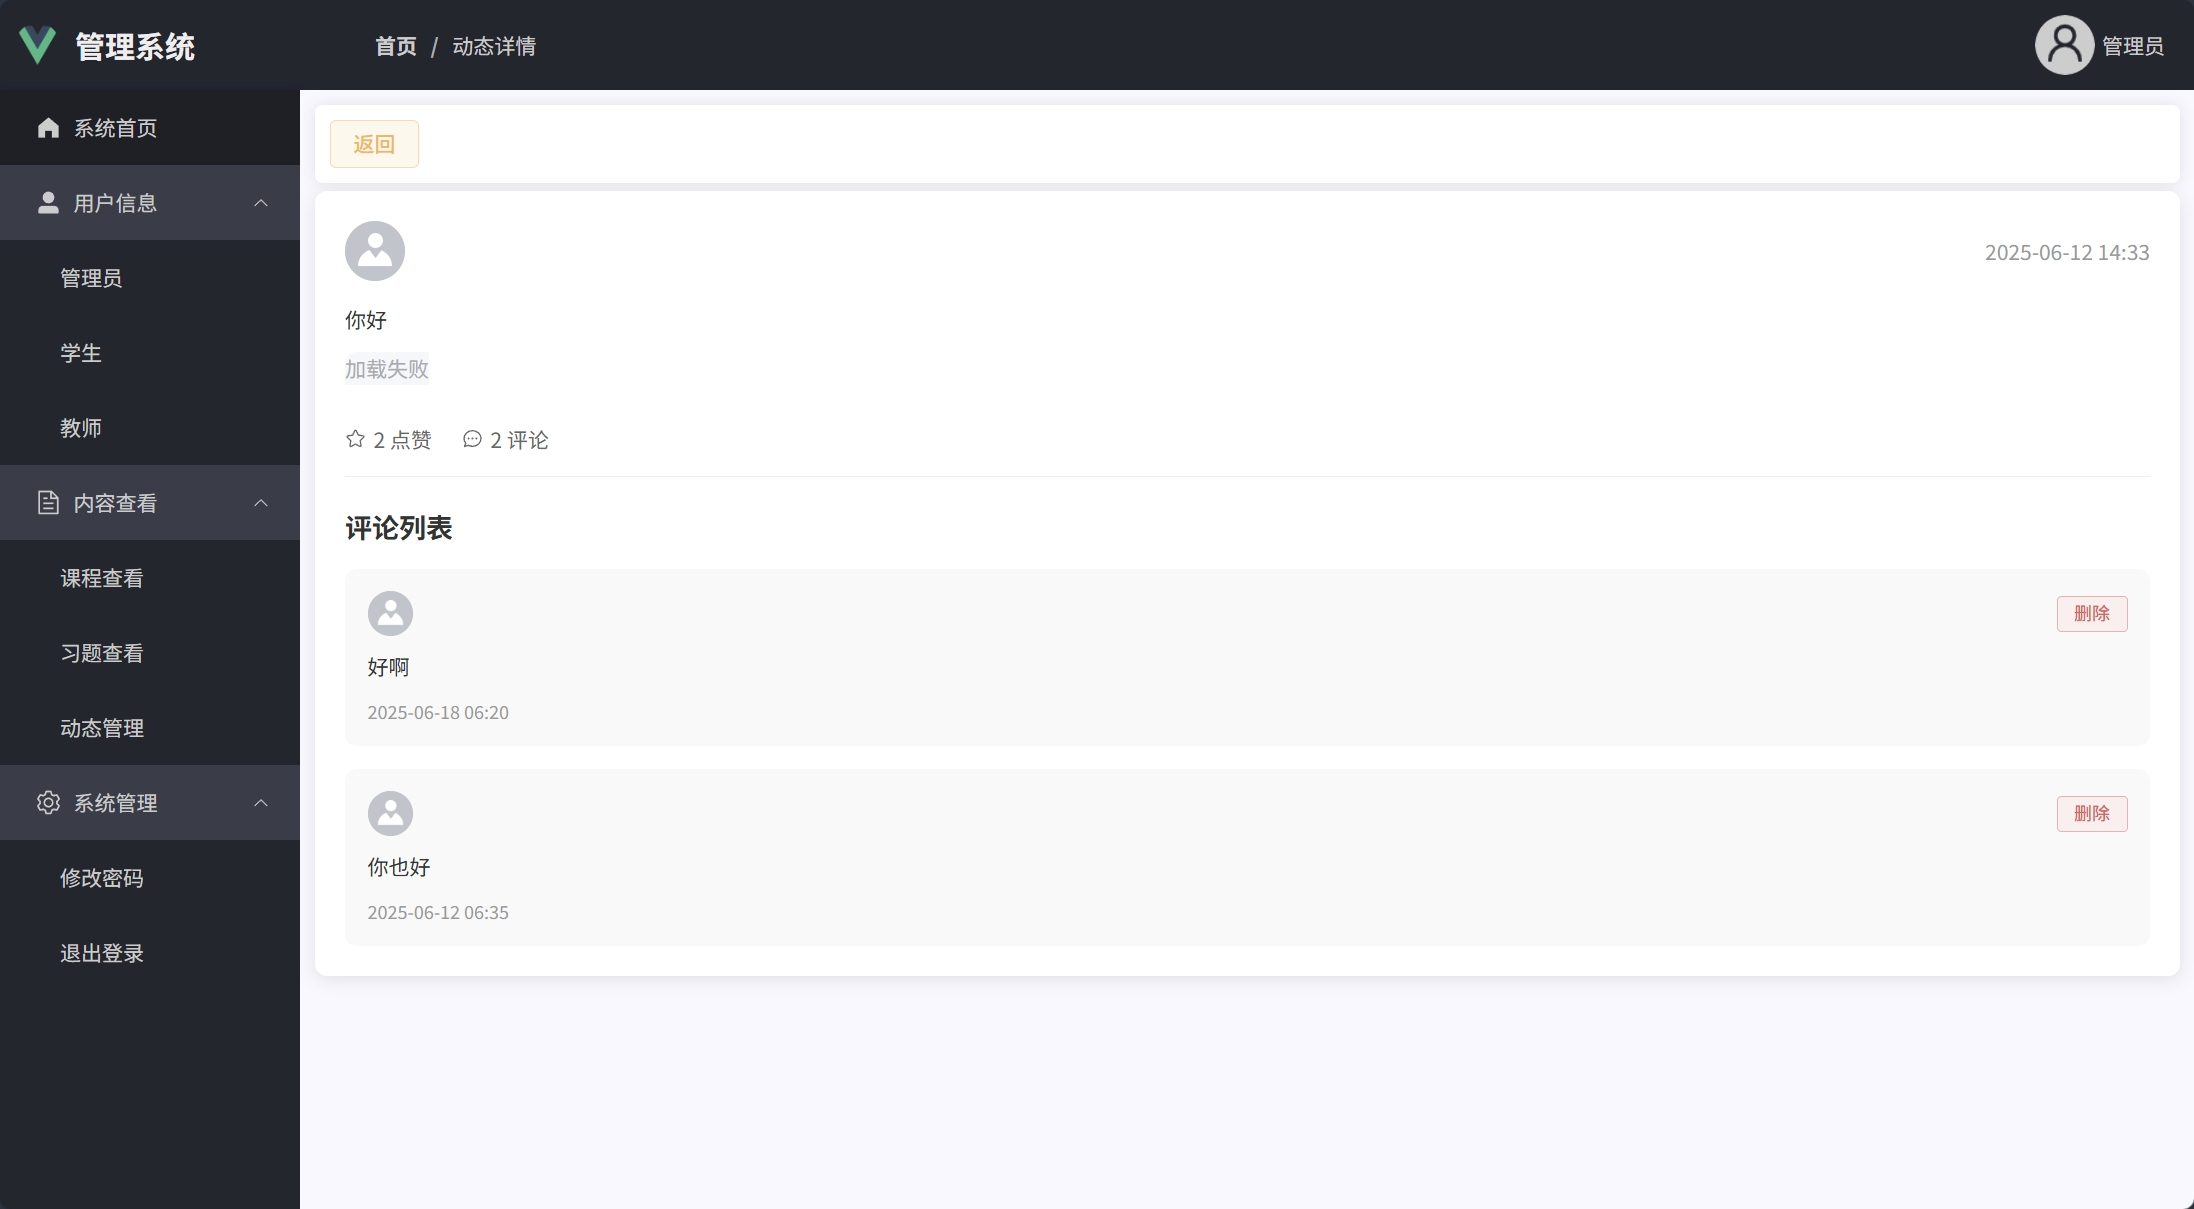 管理系统
首页 / 动态详情
管理员
系统首页
用户信息
管理员
学生
教师
内容查看
课程查看
习题查看
动态管理
系统管理
修改密码
退出登录
返回
2025-06-12 14:33
你好
加载失败
2 点赞 2 评论
评论列表
删除
好啊
2025-06-18 06:20
删除
你也好
2025-06-12 06:35